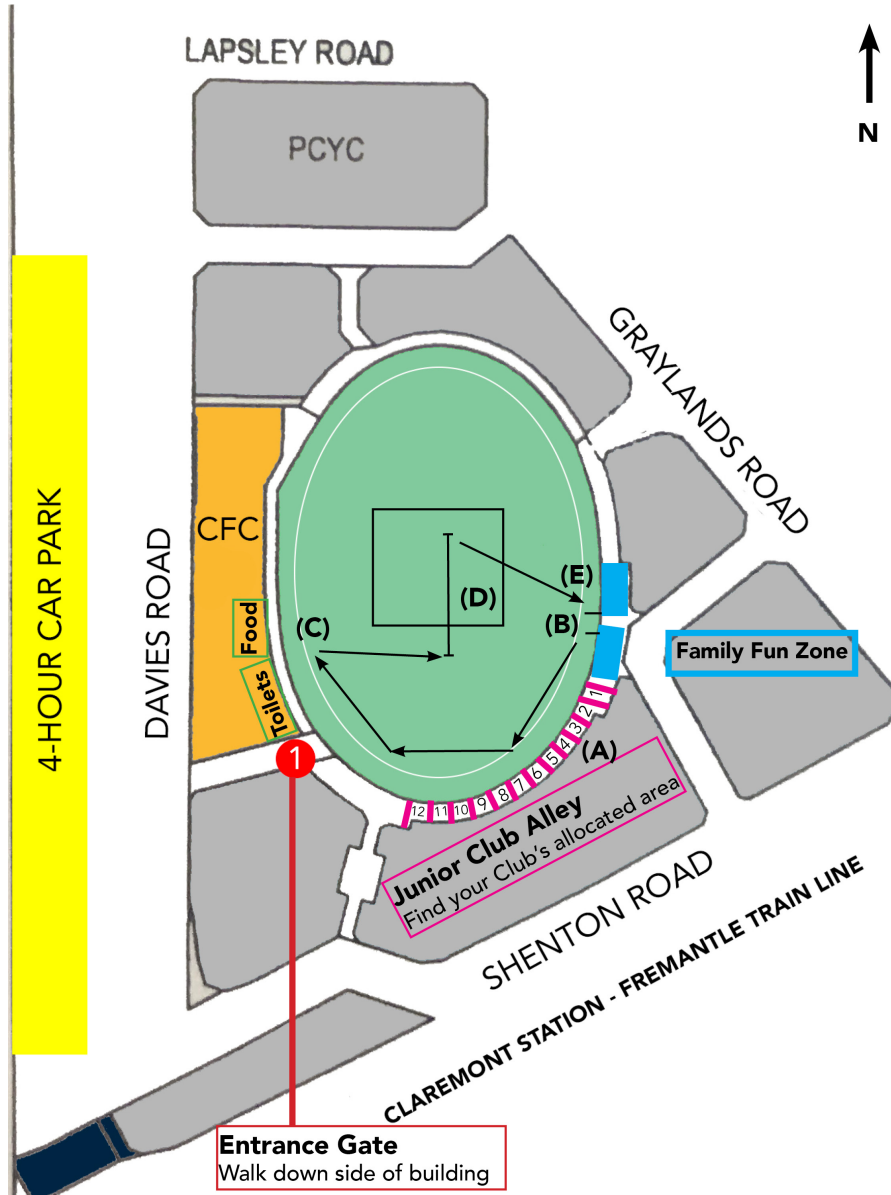 LAPSLEY ROAD
N
PCYC
GRAYLANDS ROAD
4-HOUR CAR PARK
DAVIES ROAD
CFC
(E)
(D)
(B)
(C)
Food
Toilets
Family Fun Zone
1
2
3
4
5
6
7
8
9
10
11
12
(A)
1
Junior Club Alley
Find your Club's allocated area
SHENTON ROAD
CLAREMONT STATION - FREMANTLE TRAIN LINE
Entrance Gate
Walk down side of building